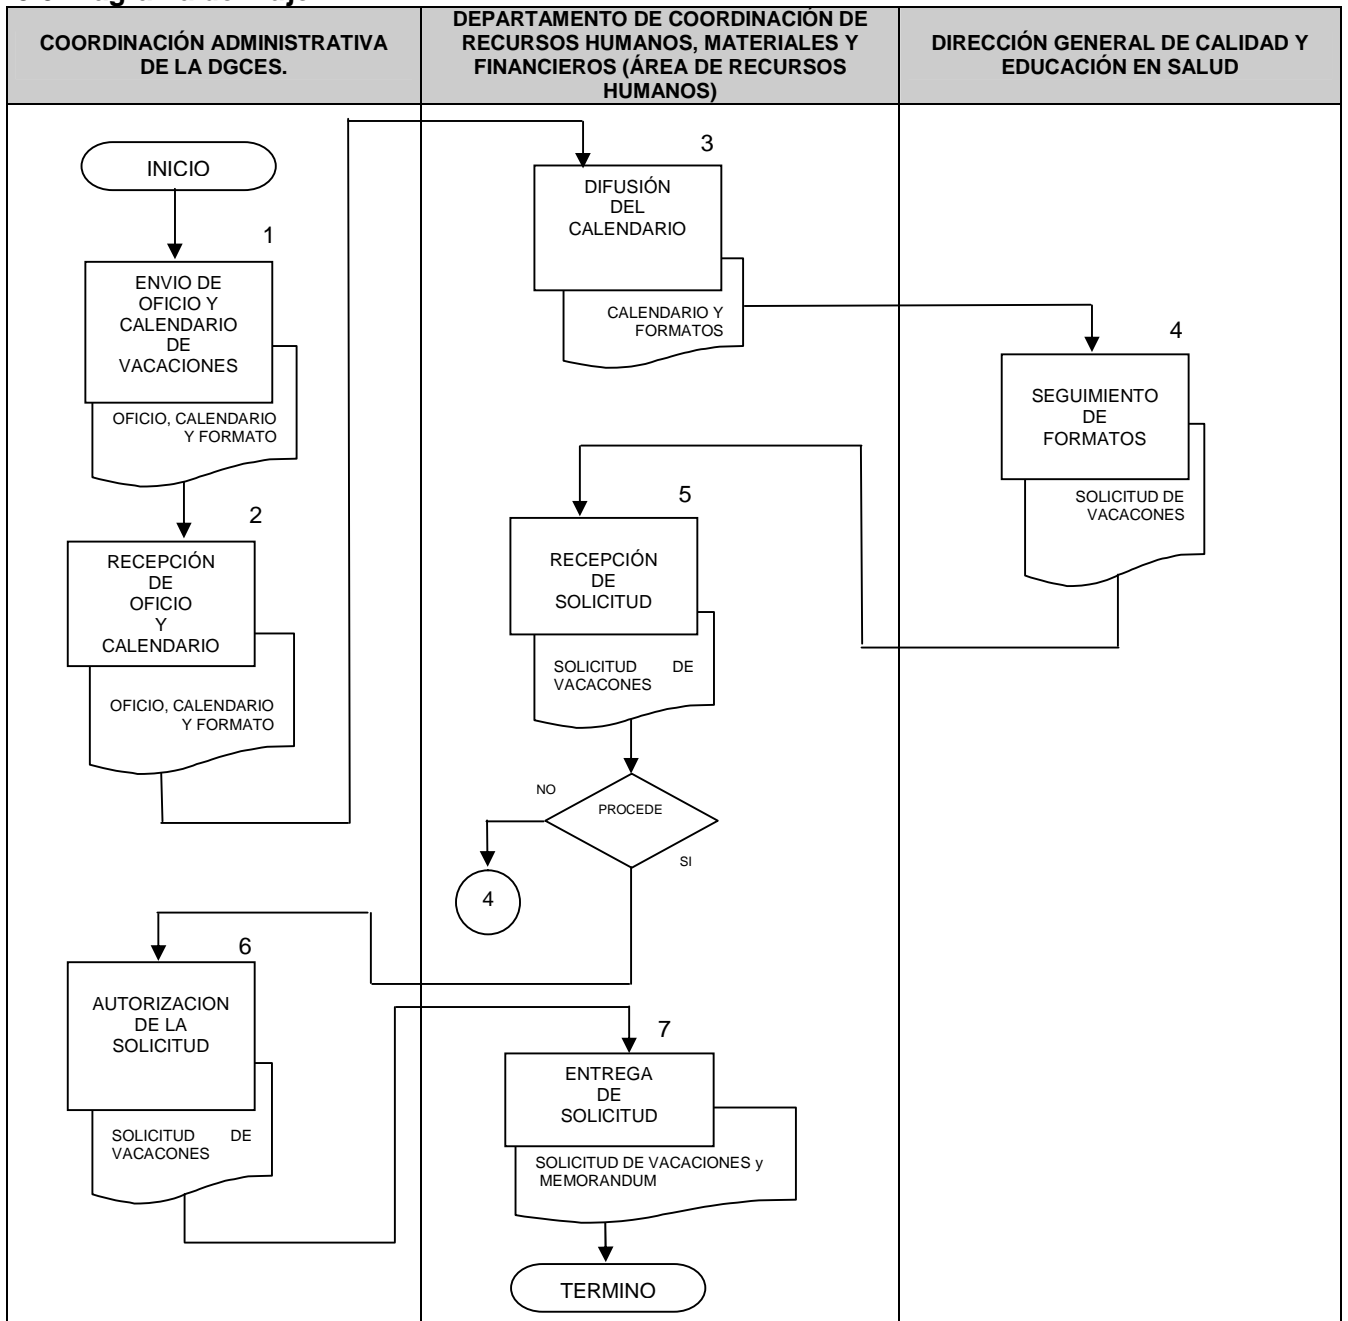 COORDINACIÓN ADMINISTRATIVA
DE LA DGCES.
DEPARTAMENTO DE COORDINACIÓN DE
RECURSOS HUMANOS, MATERIALES Y
FINANCIEROS (ÁREA DE RECURSOS
HUMANOS)
DIRECCIÓN GENERAL DE CALIDAD Y
EDUCACIÓN EN SALUD
INICIO
1
ENVIO DE
OFICIO Y
CALENDARIO
DE
VACACIONES
OFICIO, CALENDARIO
Y FORMATO
2
RECEPCIÓN
DE
OFICIO
Y
CALENDARIO
OFICIO, CALENDARIO
Y FORMATO
3
DIFUSIÓN
DEL
CALENDARIO
CALENDARIO Y
FORMATOS
4
SEGUIMIENTO
DE
FORMATOS
SOLICITUD DE
VACACONES
5
RECEPCIÓN
DE
SOLICITUD
SOLICITUD DE
VACACONES
PROCEDE
NO
SI
4
6
AUTORIZACION
DE LA
SOLICITUD
SOLICITUD DE
VACACONES
7
ENTREGA
DE
SOLICITUD
SOLICITUD DE VACACIONES y
MEMORANDUM
TERMINO